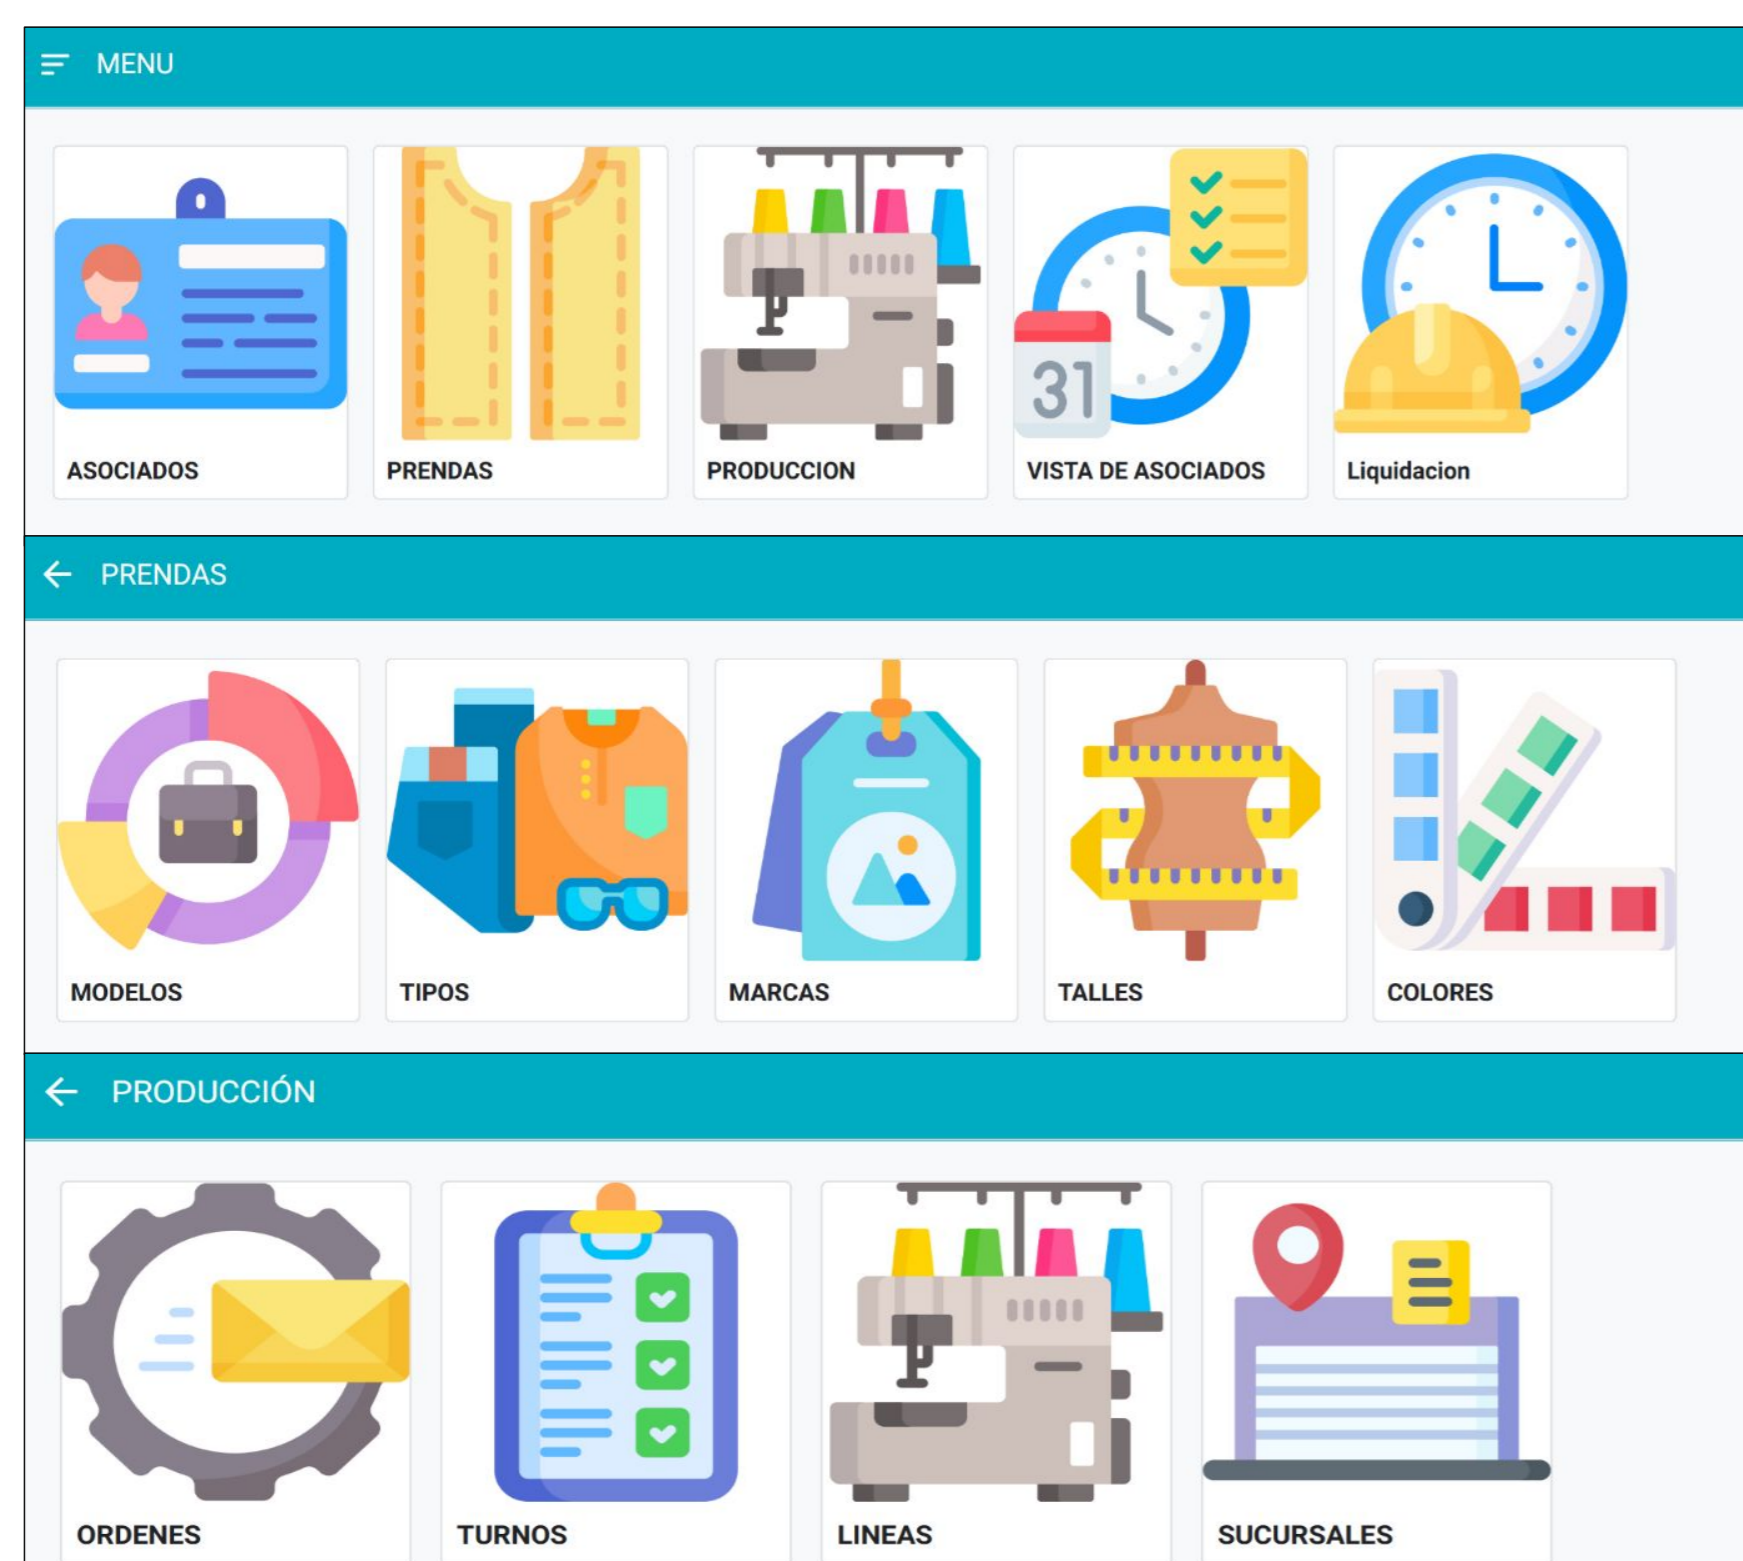 MENU
ASOCIADOS
PRENDAS
PRODUCCION
31
VISTA DE ASOCIADOS
Liquidacion
PRENDAS
MODELOS
TIPOS
MARCAS
TALLES
COLORES
PRODUCCIÓN
ORDENES
TURNOS
LINEAS
SUCURSALES